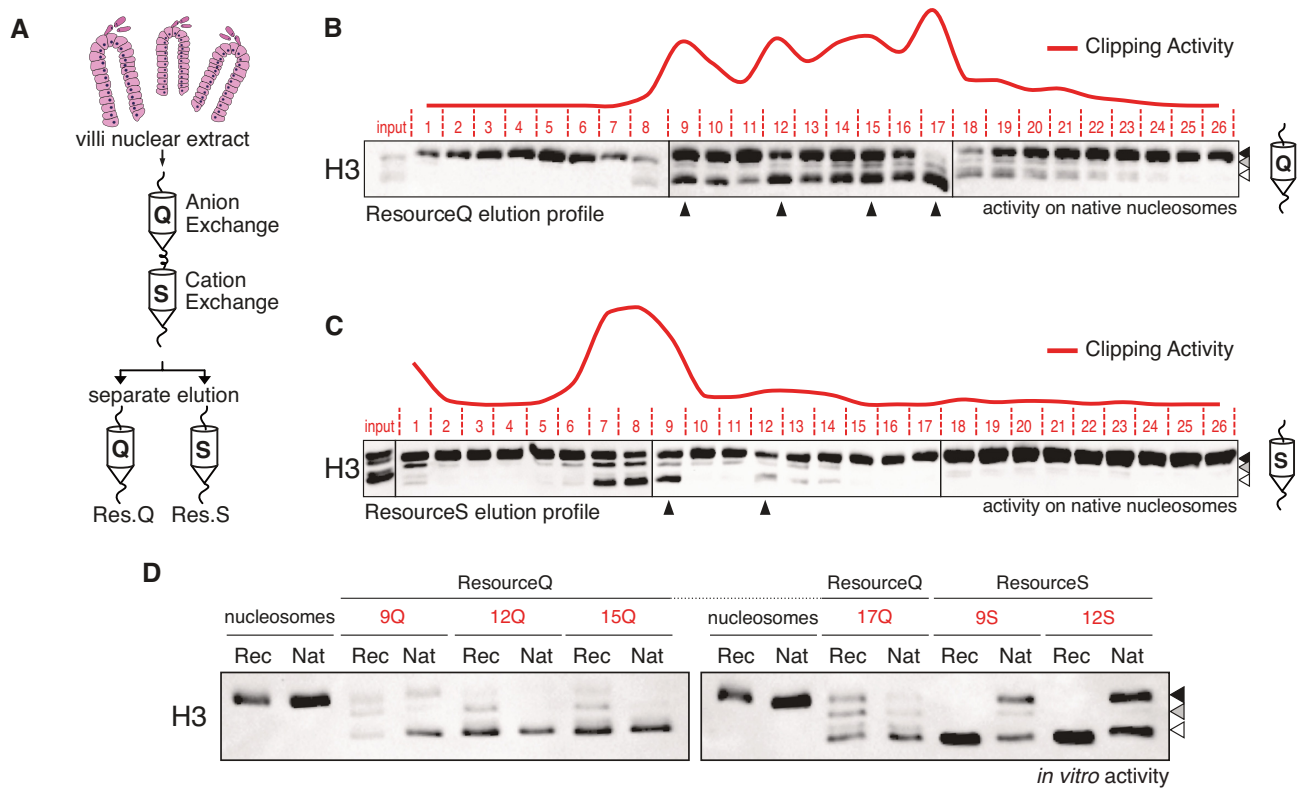 A
villi nuclear extract
Q
Anion
Exchange
S
Cation
Exchange
separate elution
Q
S
Res.Q Res.S
B
Clipping Activity
input 1 2 3 4 5 6 7 8 9 10 11 12 13 14 15 16 17 18 19 20 21 22 23 24 25 26
H3
Q
ResourceQ elution profile
activity on native nucleosomes
C
Clipping Activity
input 1 2 3 4 5 6 7 8 9 10 11 12 13 14 15 16 17 18 19 20 21 22 23 24 25 26
H3
S
ResourceS elution profile
activity on native nucleosomes
D
ResourceQ ResourceQ ResourceS
nucleosomes 9Q 12Q 15Q nucleosomes 17Q 9S 12S
Rec Nat Rec Nat Rec Nat Rec Nat Rec Nat Rec Nat Rec Nat Rec Nat
H3
in vitro activity